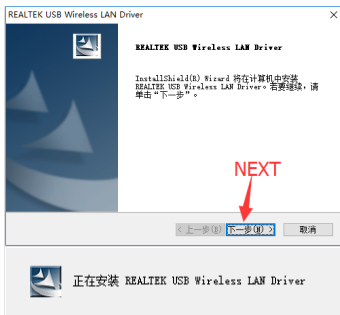 REALTEK USB Wireless LAN Driver
REALTEK USB Wireless LAN Driver
InstallShield(R) Wizard 将在计算机中安装
REALTEK USB Wireless LAN Driver。若要继续，请
单击“下一步”。
NEXT
< 上一步(B) 下一步(N) > 取消
正在安装 REALTEK USB Wireless LAN Driver